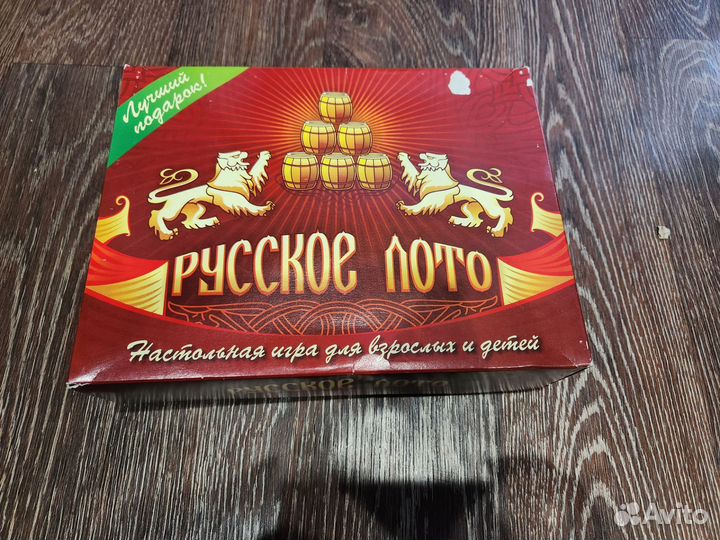 Лучший
подарок!
РУССКОЕ ЛОТО
Настольная игра для взрослых и детей
РУССКОЕ ЛОТО
Avito